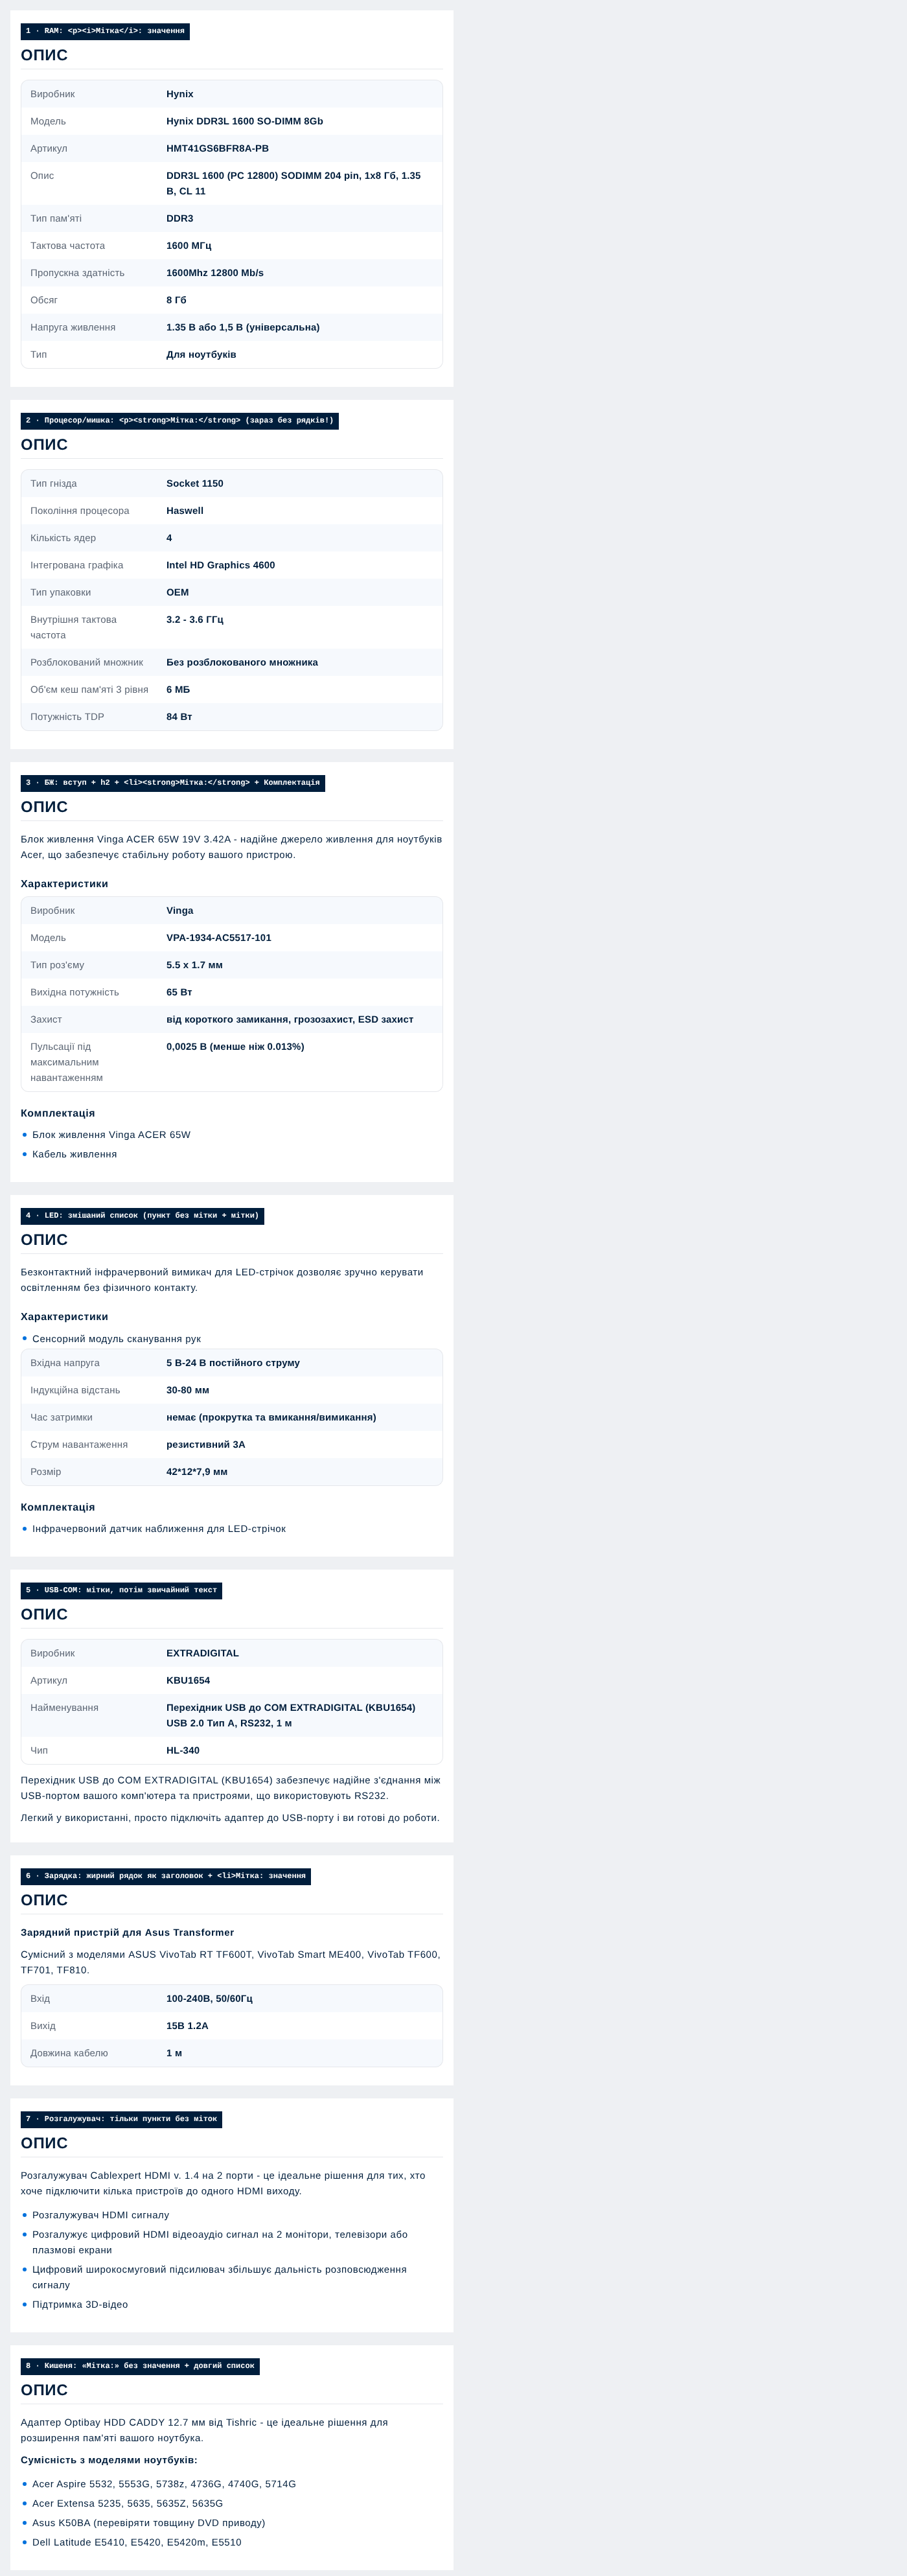 1 · RAM: <p><i>Мітка</i>: значення
ОПИС
Виробник Hynix
Модель Hynix DDR3L 1600 SO-DIMM 8Gb
Артикул HMT41GS6BFR8A-PB
Опис DDR3L 1600 (PC 12800) SODIMM 204 pin, 1x8 Гб, 1.35
В, CL 11
Тип пам'яті DDR3
Тактова частота 1600 МГц
Пропускна здатність 1600Mhz 12800 Mb/s
Обсяг 8 Гб
Напруга живлення 1.35 В або 1,5 В (універсальна)
Тип Для ноутбуків
2 · Процесор/мишка: <p><strong>Мітка:</strong> (зараз без рядків!)
ОПИС
Тип гнізда Socket 1150
Покоління процесора Haswell
Кількість ядер 4
Інтегрована графіка Intel HD Graphics 4600
Тип упаковки OEM
Внутрішня тактова 3.2 - 3.6 ГГц
частота
Розблокований множник Без розблокованого множника
Об'єм кеш пам'яті 3 рівня 6 МБ
Потужність TDP 84 Вт
3 · БЖ: вступ + h2 + <li><strong>Мітка:</strong> + Комплектація
ОПИС
Блок живлення Vinga ACER 65W 19V 3.42A - надійне джерело живлення для ноутбуків
Acer, що забезпечує стабільну роботу вашого пристрою.
Характеристики
Виробник Vinga
Модель VPA-1934-AC5517-101
Тип роз'єму 5.5 x 1.7 мм
Вихідна потужність 65 Вт
Захист від короткого замикання, грозозахист, ESD захист
Пульсації під 0,0025 В (менше ніж 0.013%)
максимальним
навантаженням
Комплектація
Блок живлення Vinga ACER 65W
Кабель живлення
4 · LED: змішаний список (пункт без мітки + мітки)
ОПИС
Безконтактний інфрачервоний вимикач для LED-стрічок дозволяє зручно керувати
освітленням без фізичного контакту.
Характеристики
Сенсорний модуль сканування рук
Вхідна напруга 5 В-24 В постійного струму
Індукційна відстань 30-80 мм
Час затримки немає (прокрутка та вмикання/вимикання)
Струм навантаження резистивний 3А
Розмір 42*12*7,9 мм
Комплектація
Інфрачервоний датчик наближення для LED-стрічок
5 · USB-COM: мітки, потім звичайний текст
ОПИС
Виробник EXTRADIGITAL
Артикул KBU1654
Найменування Перехідник USB до COM EXTRADIGITAL (KBU1654)
USB 2.0 Тип A, RS232, 1 м
Чип HL-340
Перехідник USB до COM EXTRADIGITAL (KBU1654) забезпечує надійне з'єднання між
USB-портом вашого комп'ютера та пристроями, що використовують RS232.
Легкий у використанні, просто підключіть адаптер до USB-порту і ви готові до роботи.
6 · Зарядка: жирний рядок як заголовок + <li>Мітка: значення
ОПИС
Зарядний пристрій для Asus Transformer
Сумісний з моделями ASUS VivoTab RT TF600T, VivoTab Smart ME400, VivoTab TF600,
TF701, TF810.
Вхід 100-240В, 50/60Гц
Вихід 15В 1.2А
Довжина кабелю 1 м
7 · Розгалужувач: тільки пункти без міток
ОПИС
Розгалужувач Cablexpert HDMI v. 1.4 на 2 порти - це ідеальне рішення для тих, хто
хоче підключити кілька пристроїв до одного HDMI виходу.
Розгалужувач HDMI сигналу
Розгалужує цифровий HDMI відеоаудіо сигнал на 2 монітори, телевізори або
плазмові екрани
Цифровий широкосмуговий підсилювач збільшує дальність розповсюдження
сигналу
Підтримка 3D-відео
8 · Кишеня: «Мітка:» без значення + довгий список
ОПИС
Адаптер Optibay HDD CADDY 12.7 мм від Tishric - це ідеальне рішення для
розширення пам'яті вашого ноутбука.
Сумісність з моделями ноутбуків:
Acer Aspire 5532, 5553G, 5738z, 4736G, 4740G, 5714G
Acer Extensa 5235, 5635, 5635Z, 5635G
Asus K50BA (перевіряти товщину DVD приводу)
Dell Latitude E5410, E5420, E5420m, E5510